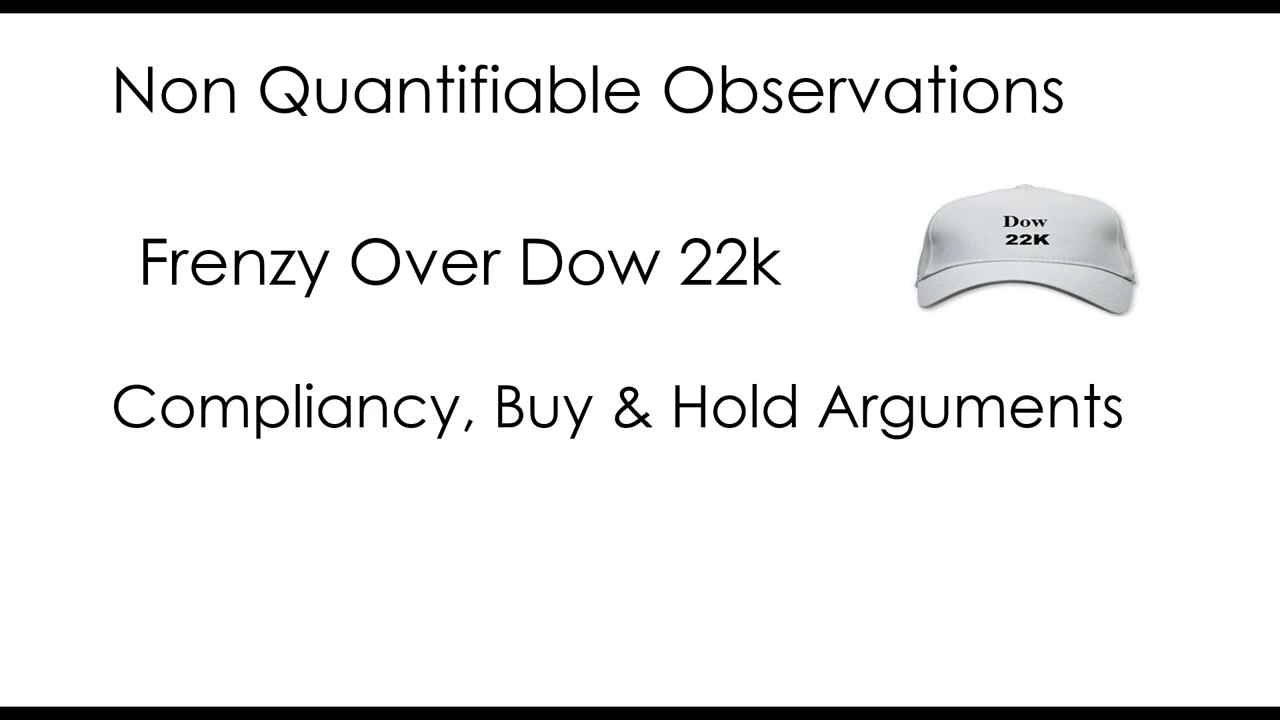 Non Quantifiable Observations
Frenzy Over Dow 22k
Dow
22K
Compliancy, Buy & Hold Arguments